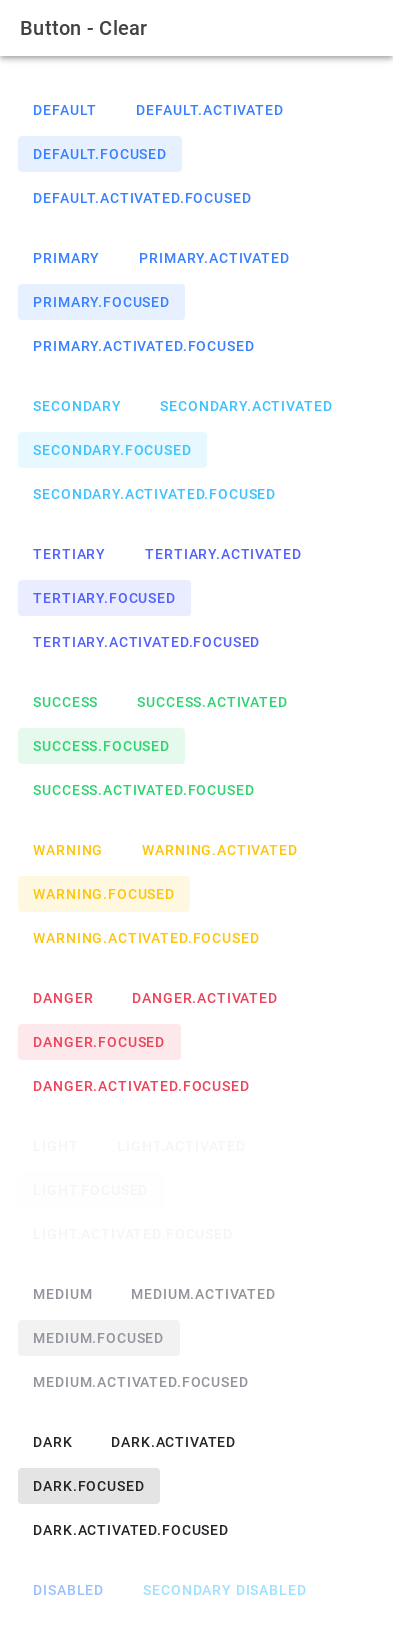 Button - Clear
DEFAULT DEFAULT.ACTIVATED
DEFAULT.FOCUSED
DEFAULT.ACTIVATED.FOCUSED
PRIMARY PRIMARY.ACTIVATED
PRIMARY.FOCUSED
PRIMARY.ACTIVATED.FOCUSED
SECONDARY SECONDARY.ACTIVATED
SECONDARY.FOCUSED
SECONDARY.ACTIVATED.FOCUSED
TERTIARY TERTIARY.ACTIVATED
TERTIARY.FOCUSED
TERTIARY.ACTIVATED.FOCUSED
SUCCESS SUCCESS.ACTIVATED
SUCCESS.FOCUSED
SUCCESS.ACTIVATED.FOCUSED
WARNING WARNING.ACTIVATED
WARNING.FOCUSED
WARNING.ACTIVATED.FOCUSED
DANGER DANGER.ACTIVATED
DANGER.FOCUSED
DANGER.ACTIVATED.FOCUSED
LIGHT LIGHT.ACTIVATED
LIGHT.FOCUSED
LIGHT.ACTIVATED.FOCUSED
MEDIUM MEDIUM.ACTIVATED
MEDIUM.FOCUSED
MEDIUM.ACTIVATED.FOCUSED
DARK DARK.ACTIVATED
DARK.FOCUSED
DARK.ACTIVATED.FOCUSED
DISABLED SECONDARY DISABLED